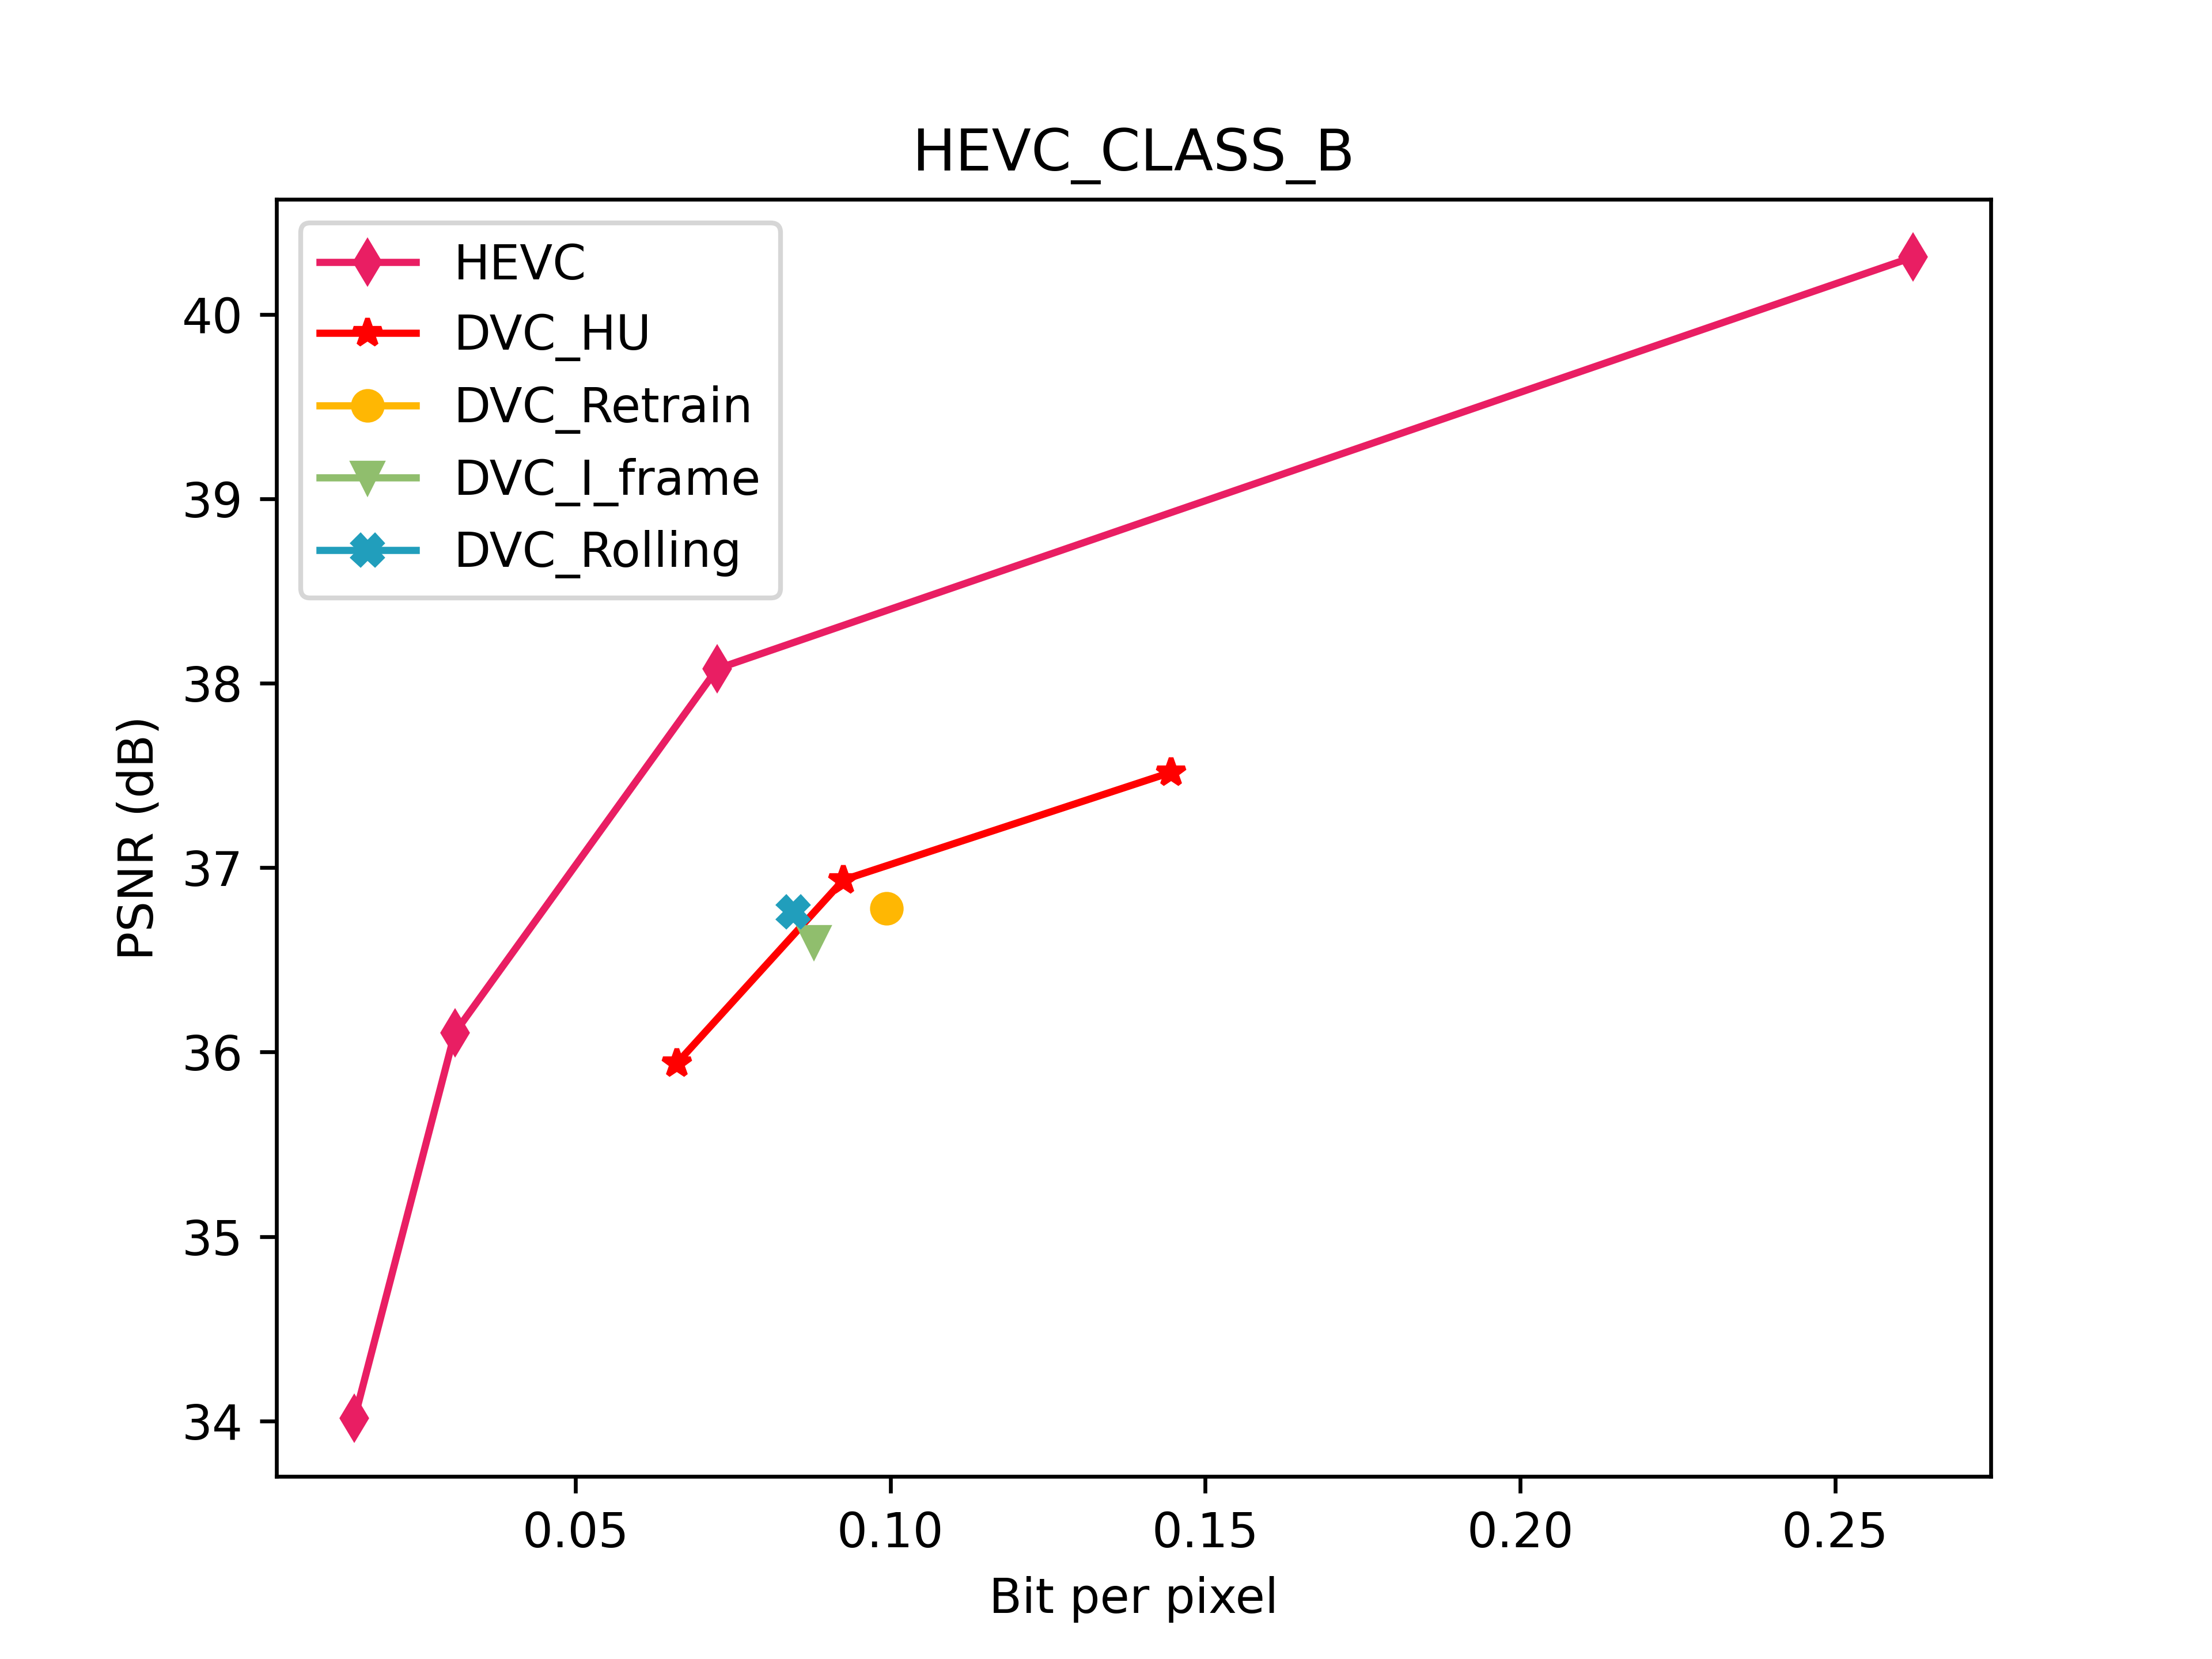 HEVC_CLASS_B
HEVC
DVC_HU
DVC_Retrain
DVC_I_frame
DVC_Rolling
PSNR (dB)
40
39
38
37
36
35
34
0.05 0.10 0.15 0.20 0.25
Bit per pixel